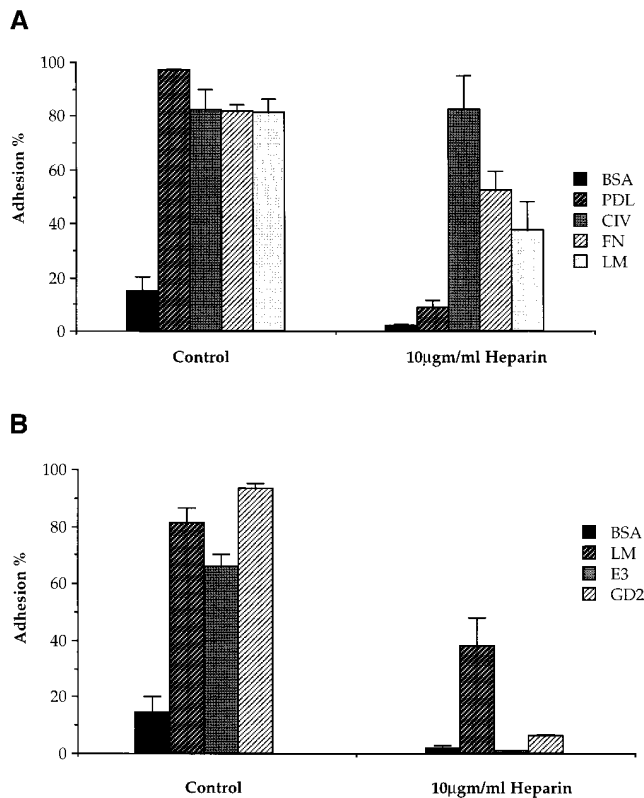 A
100
80
60
40
20
0
Adhesion %
Control
10μgm/ml Heparin
BSA
PDL
CIV
FN
LM
B
100
80
60
40
20
0
Adhesion %
Control
10μgm/ml Heparin
BSA
LM
E3
GD2